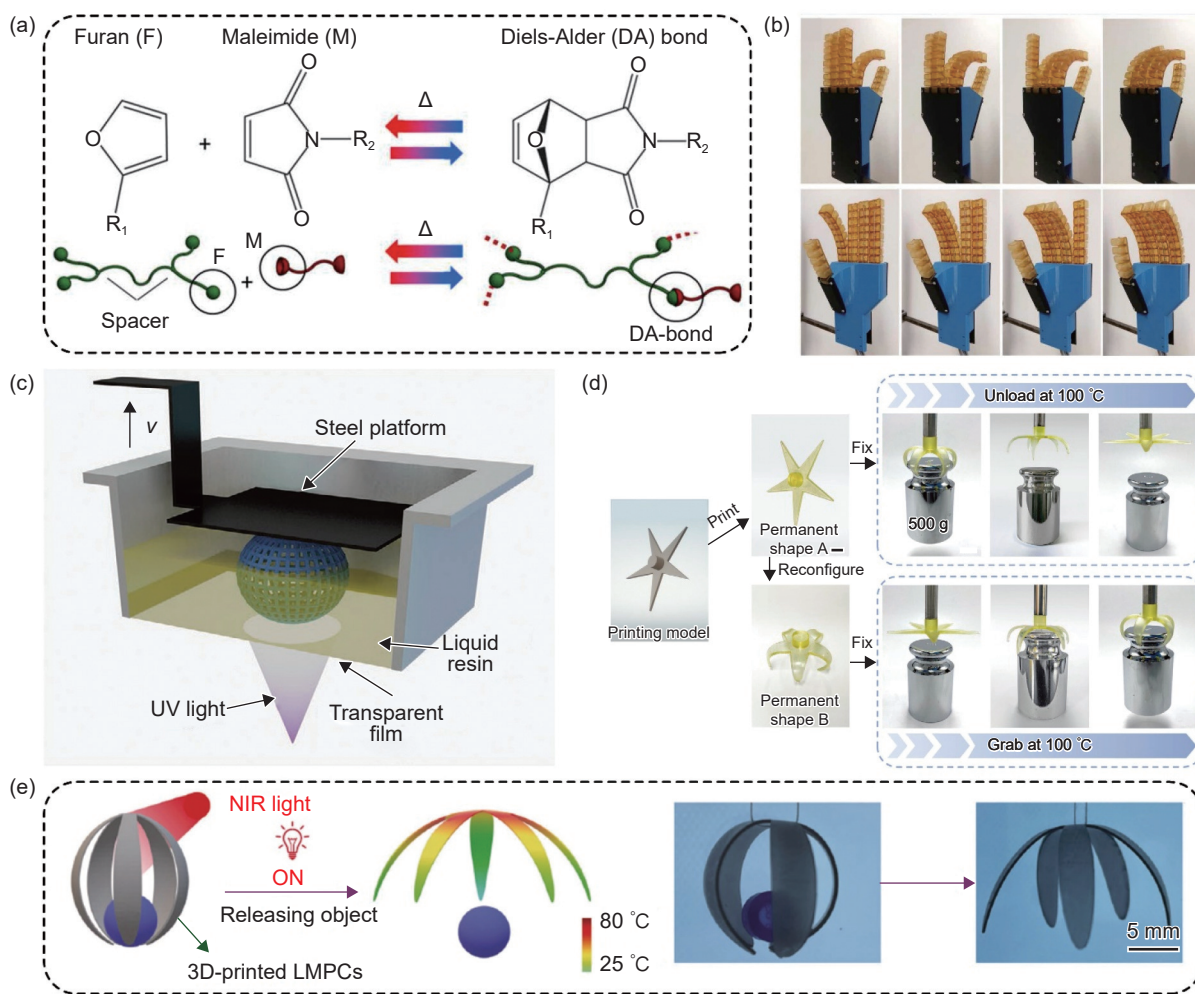 (a)
Furan (F)
Maleimide (M)
Diels-Alder (DA) bond
O
R₁
+
O
N
R₂
O
Δ
O
O
N
R₂
O
R₁
F
Spacer
+
M
Δ
DA-bond
(b)
(c)
v
Steel platform
Liquid
resin
UV light
Transparent
film
(d)
Printing model
Print
Permanent
shape A
Reconfigure
Permanent
shape B
Fix
Fix
Unload at 100 °C
500 g
Grab at 100 °C
(e)
NIR light
ON
Releasing object
3D-printed LMPCs
80 °C
25 °C
5 mm